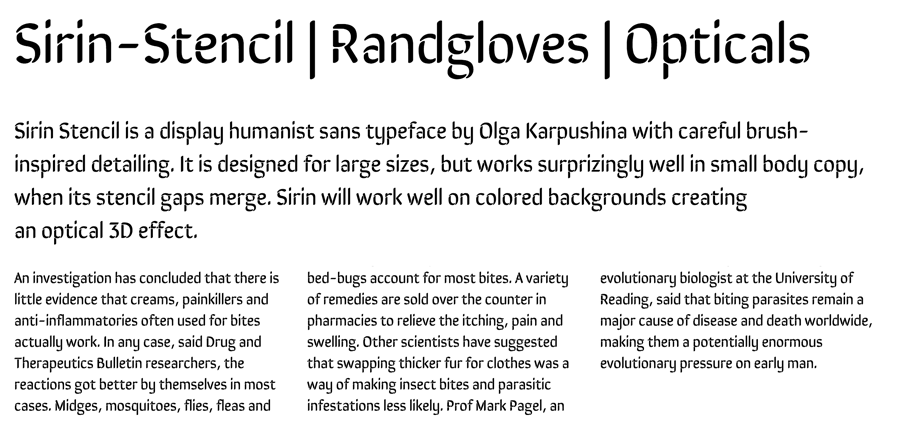 Sirin-Stencil | Randgloves | Opticals
Sirin Stencil is a display humanist sans typeface by Olga Karpushina with careful brush-
inspired detailing. It is designed for large sizes, but works surprizingly well in small body copy,
when its stencil gaps merge. Sirin will work well on colored backgrounds creating
an optical 3D effect.
An investigation has concluded that there is
little evidence that creams, painkillers and
anti-inflammatories often used for bites
actually work. In any case, said Drug and
Therapeutics Bulletin researchers, the
reactions got better by themselves in most
cases. Midges, mosquitoes, flies, fleas and
bed-bugs account for most bites. A variety
of remedies are sold over the counter in
pharmacies to relieve the itching, pain and
swelling. Other scientists have suggested
that swapping thicker fur for clothes was a
way of making insect bites and parasitic
infestations less likely. Prof Mark Pagel, an
evolutionary biologist at the University of
Reading, said that biting parasites remain a
major cause of disease and death worldwide,
making them a potentially enormous
evolutionary pressure on early man.